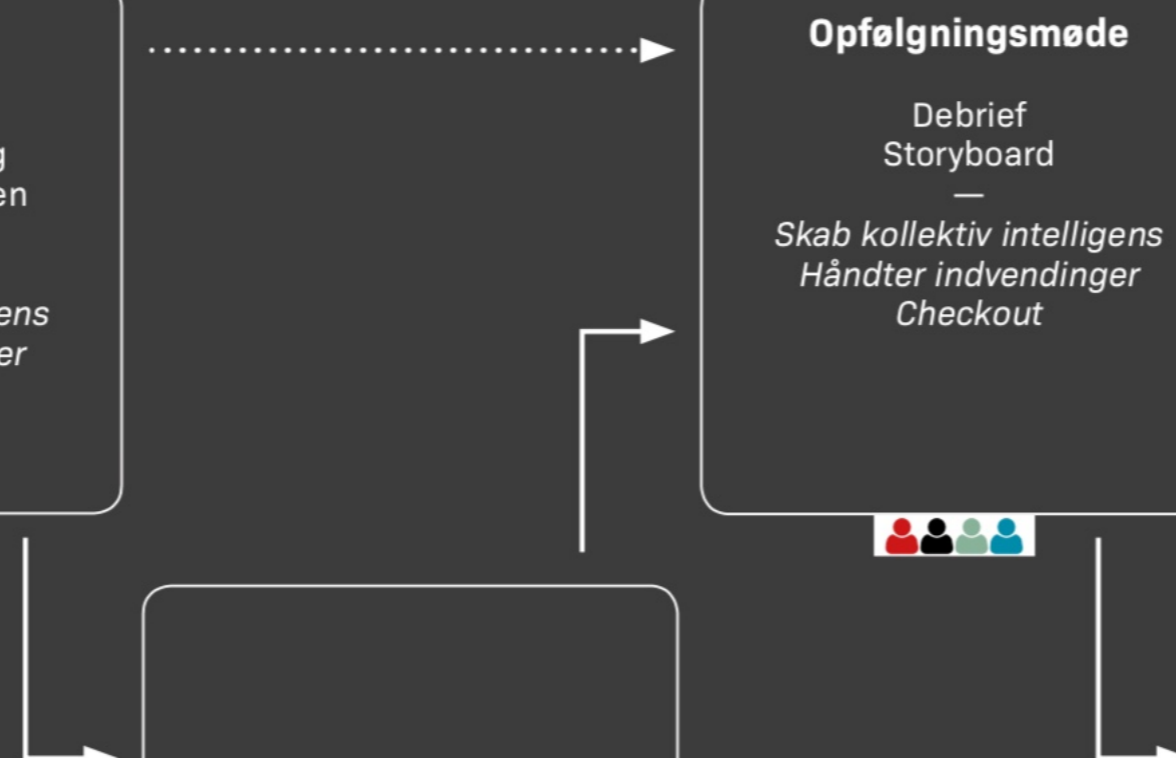 Opfølgningsmøde
Debrief
Storyboard
—
Skab kollektiv intelligens
Håndter indvendinger
Checkout